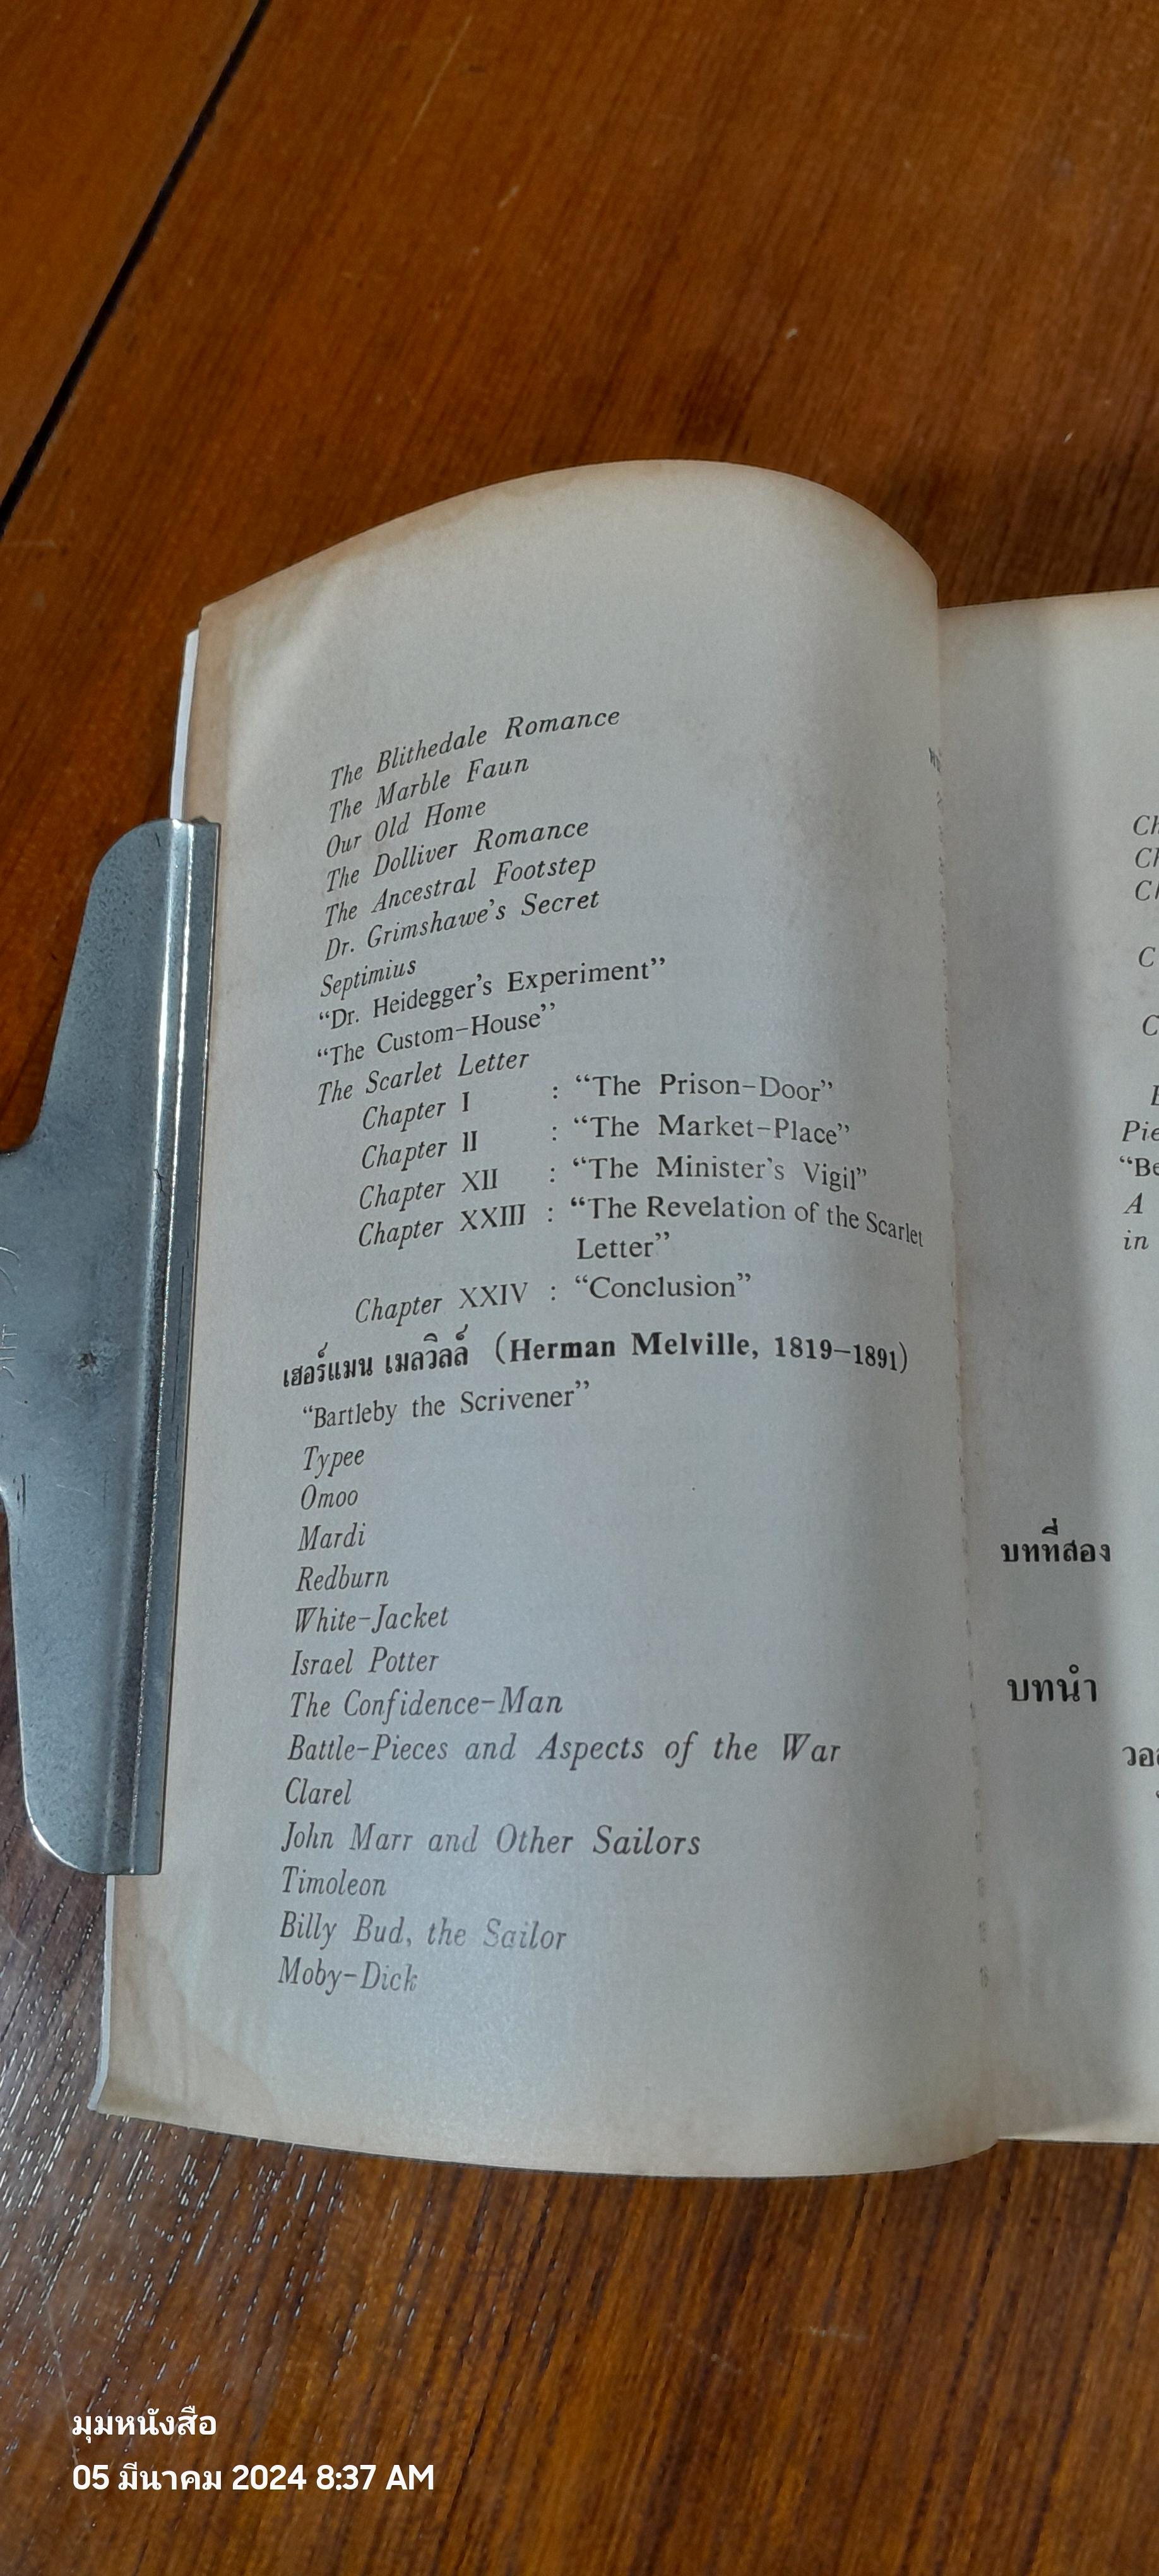 The Blithedale Romance
The Marble Faun
Our Old Home
The Dolliver Romance
The Ancestral Footstep
Dr. Grimshawe's Secret
Septimius
“Dr. Heidegger's Experiment”
“The Custom-House”
The Scarlet Letter
Chapter I : “The Prison-Door”
Chapter II : “The Market-Place”
Chapter XII : “The Minister's Vigil”
Chapter XXIII : “The Revelation of the Scarlet
Letter”
Chapter XXIV : “Conclusion”
เฮอร์แมน เมลวิลล์ (Herman Melville, 1819-1891)
“Bartleby the Scrivener”
Typee
Omoo
Mardi
Redburn
White-Jacket
Israel Potter
The Confidence-Man
Battle-Pieces and Aspects of the War
Clarel
John Marr and Other Sailors
Timoleon
Billy Bud, the Sailor
Moby-Dick
Pie
“Be
A
in
บทที่สอง
บทนำ
มุมหนังสือ
05 มีนาคม 2024 8:37 AM